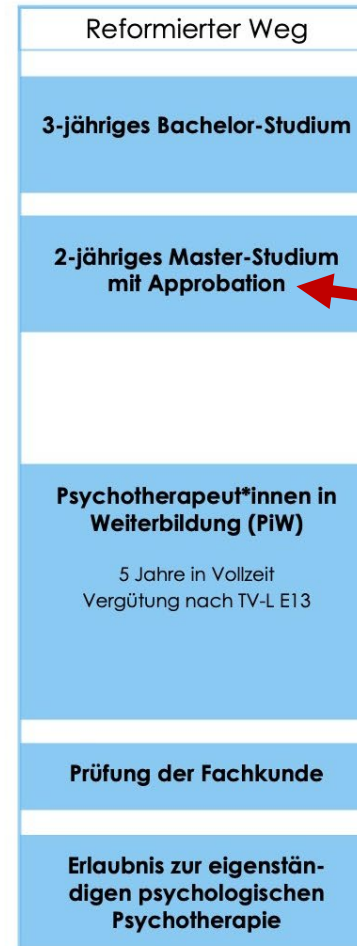 Reformierter Weg
3-jähriges Bachelor-Studium
2-jähriges Master-Studium
mit Approbation
Psychotherapeut*innen in
Weiterbildung (PiW)
5 Jahre in Vollzeit
Vergütung nach TV-L E13
Prüfung der Fachkunde
Erlaubnis zur eigenstän-
digen psychologischen
Psychotherapie